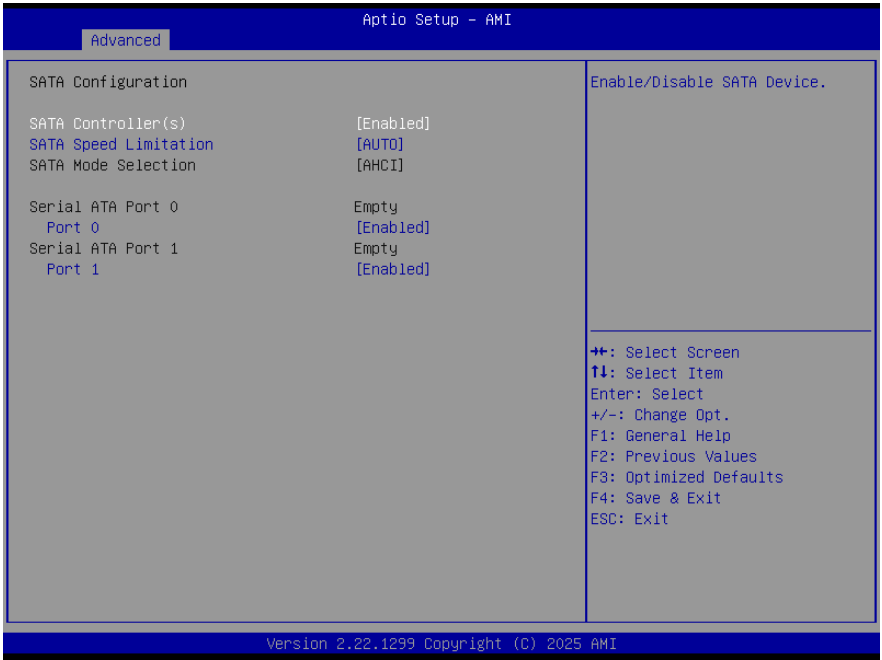 Aptio Setup – AMI
Advanced
SATA Configuration
SATA Controller(s) [Enabled]
SATA Speed Limitation [AUTO]
SATA Mode Selection [AHCI]
Serial ATA Port 0 Empty
Port 0 [Enabled]
Serial ATA Port 1 Empty
Port 1 [Enabled]
Enable/Disable SATA Device.
→←: Select Screen
↑↓: Select Item
Enter: Select
+/-: Change Opt.
F1: General Help
F2: Previous Values
F3: Optimized Defaults
F4: Save & Exit
ESC: Exit
Version 2.22.1299 Copyright (C) 2025 AMI